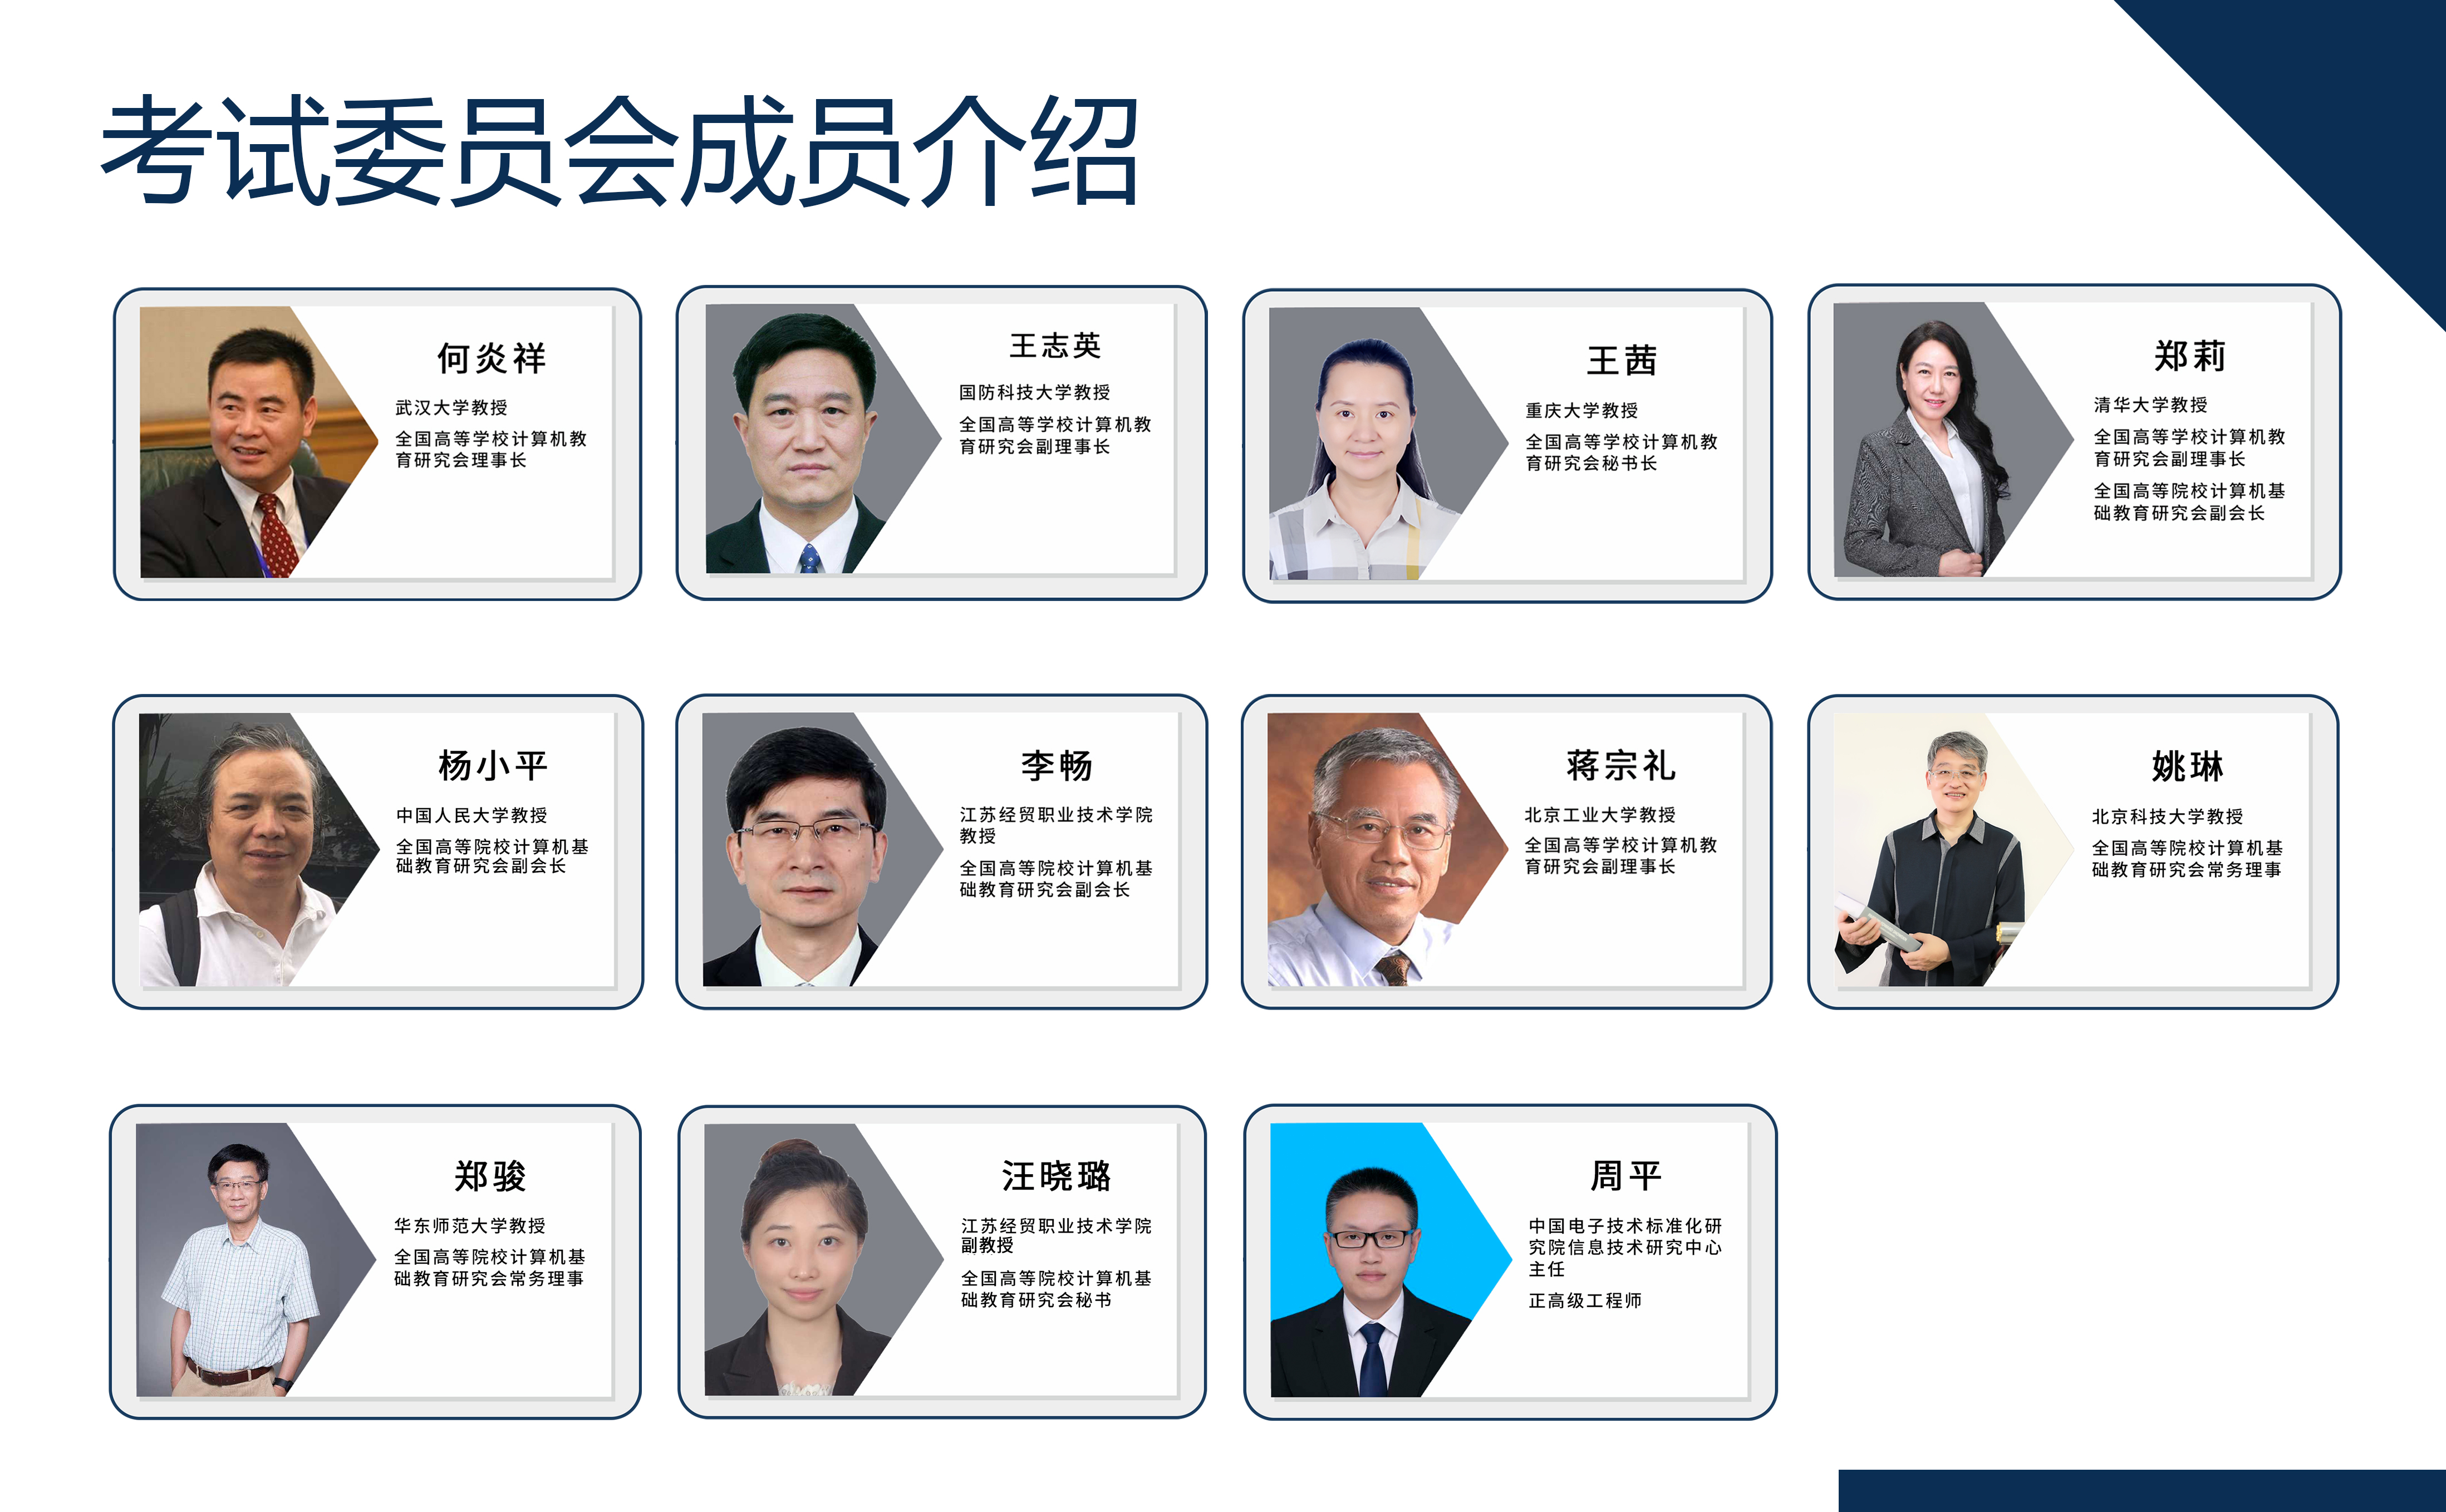 考试委员会成员介绍
何炎祥
武汉大学教授
全国高等学校计算机教
育研究会理事长
王志英
国防科技大学教授
全国高等学校计算机教
育研究会副理事长
王茜
重庆大学教授
全国高等学校计算机教
育研究会秘书长
郑莉
清华大学教授
全国高等学校计算机教
育研究会副理事长
全国高等院校计算机基
础教育研究会副会长
杨小平
中国人民大学教授
全国高等院校计算机基
础教育研究会副会长
李畅
江苏经贸职业技术学院
教授
全国高等院校计算机基
础教育研究会副会长
蒋宗礼
北京工业大学教授
全国高等学校计算机教
育研究会副理事长
姚琳
北京科技大学教授
全国高等院校计算机基
础教育研究会常务理事
郑骏
华东师范大学教授
全国高等院校计算机基
础教育研究会常务理事
汪晓璐
江苏经贸职业技术学院
副教授
全国高等院校计算机基
础教育研究会秘书
周平
中国电子技术标准化研
究院信息技术研究中心
主任
正高级工程师